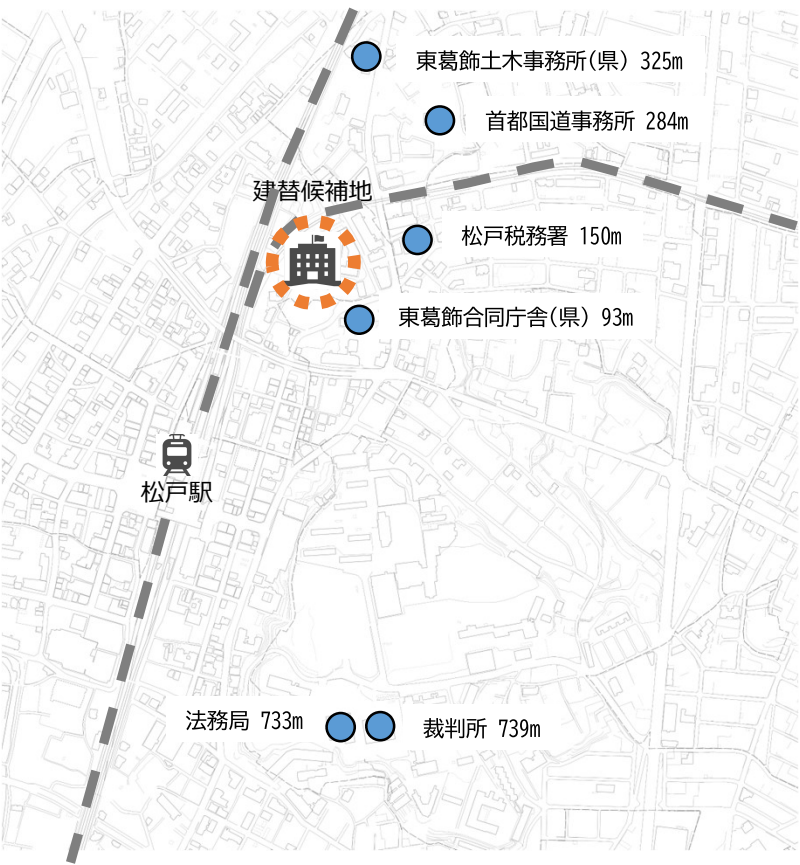 東葛飾土木事務所(県) 325m
首都国道事務所 284m
建替候補地
松戸税務署 150m
東葛飾合同庁舎(県) 93m
松戸駅
法務局 733m
裁判所 739m